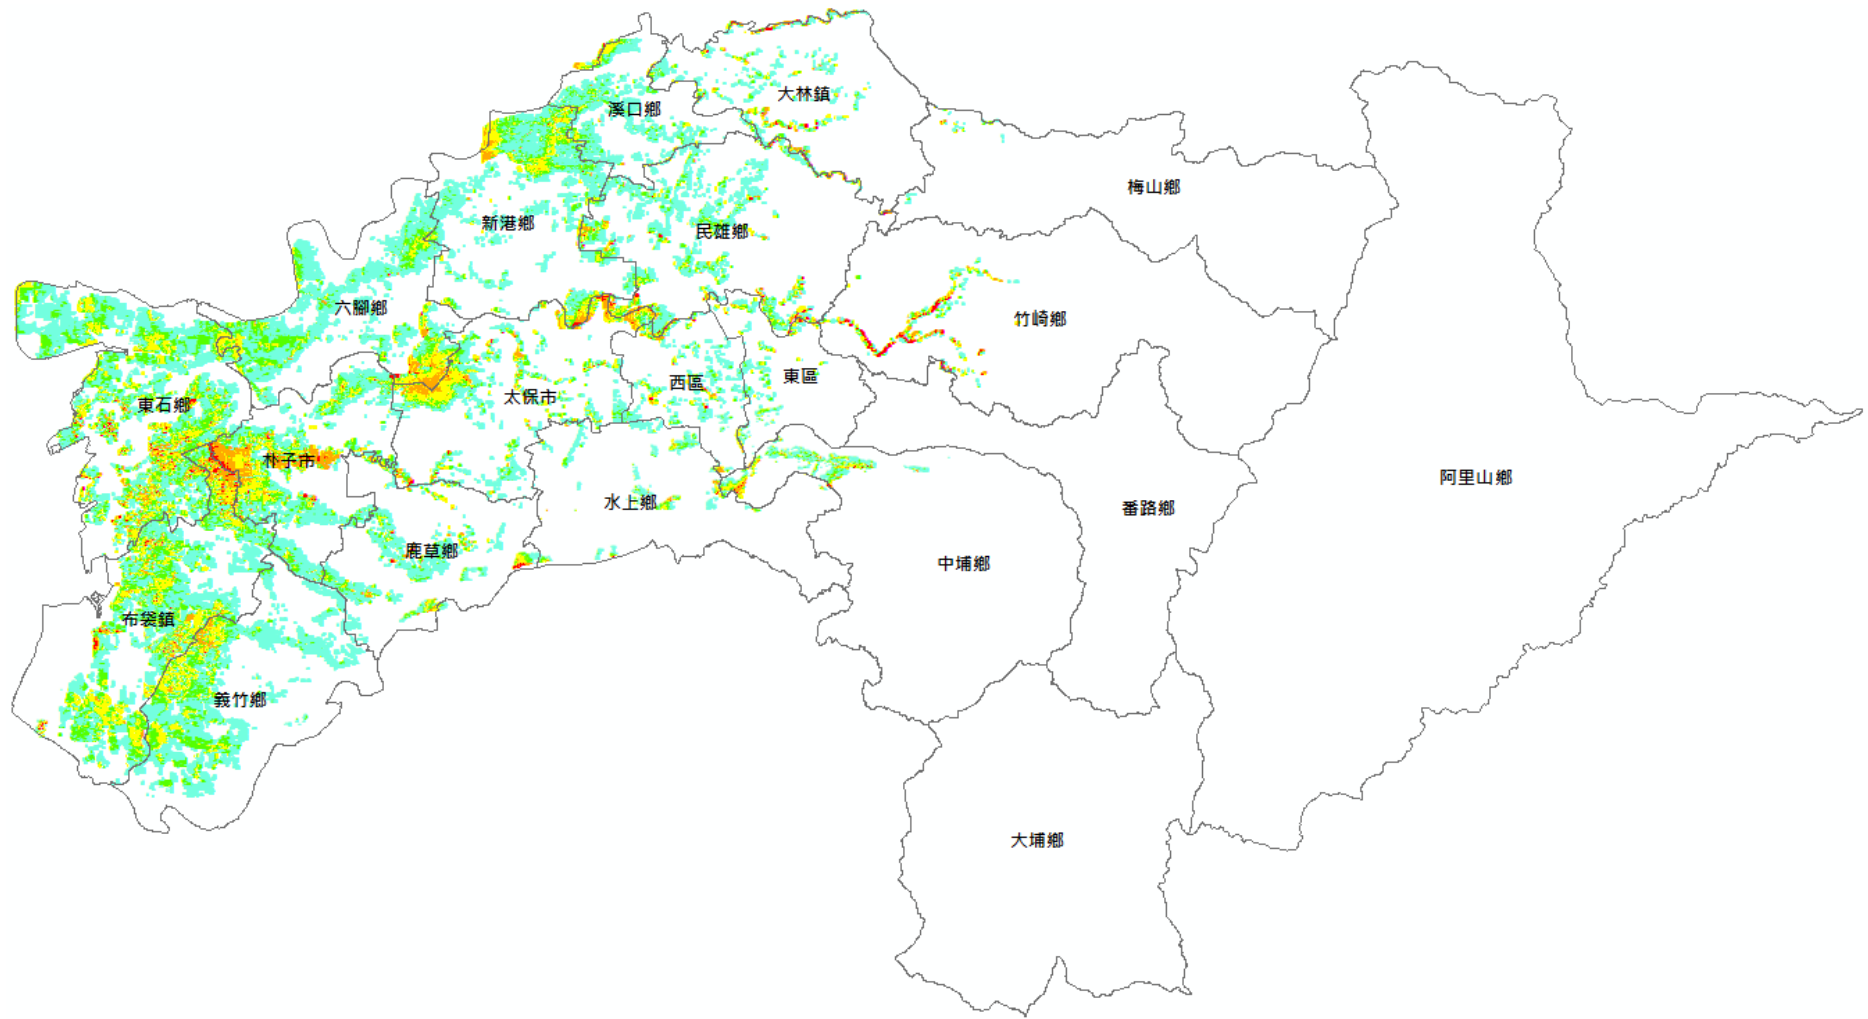 大林鎮
溪口鄉
梅山鄉
新港鄉
民雄鄉
六腳鄉
竹崎鄉
東區
西區
太保市
東石鄉
朴子市
阿里山鄉
水上鄉
番路鄉
鹿草鄉
中埔鄉
布袋鎮
義竹鄉
大埔鄉